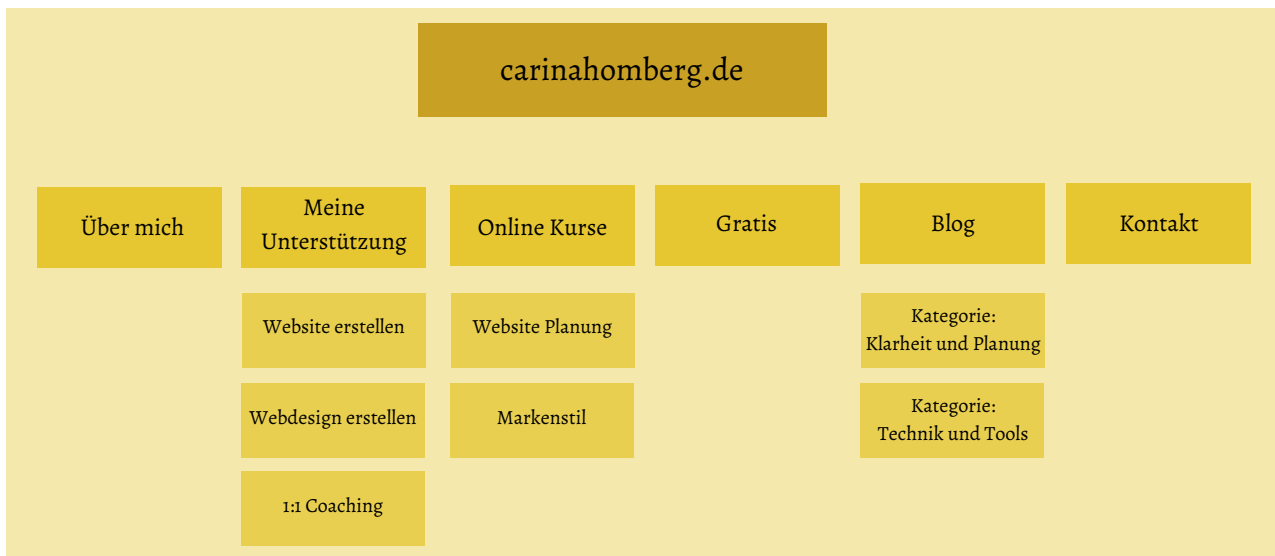 carinahomberg.de
Über mich
Meine
Unterstützung
Online Kurse
Gratis
Blog
Kontakt
Website erstellen
Website Planung
Kategorie:
Klarheit und Planung
Webdesign erstellen
Markenstil
Kategorie:
Technik und Tools
1:1 Coaching